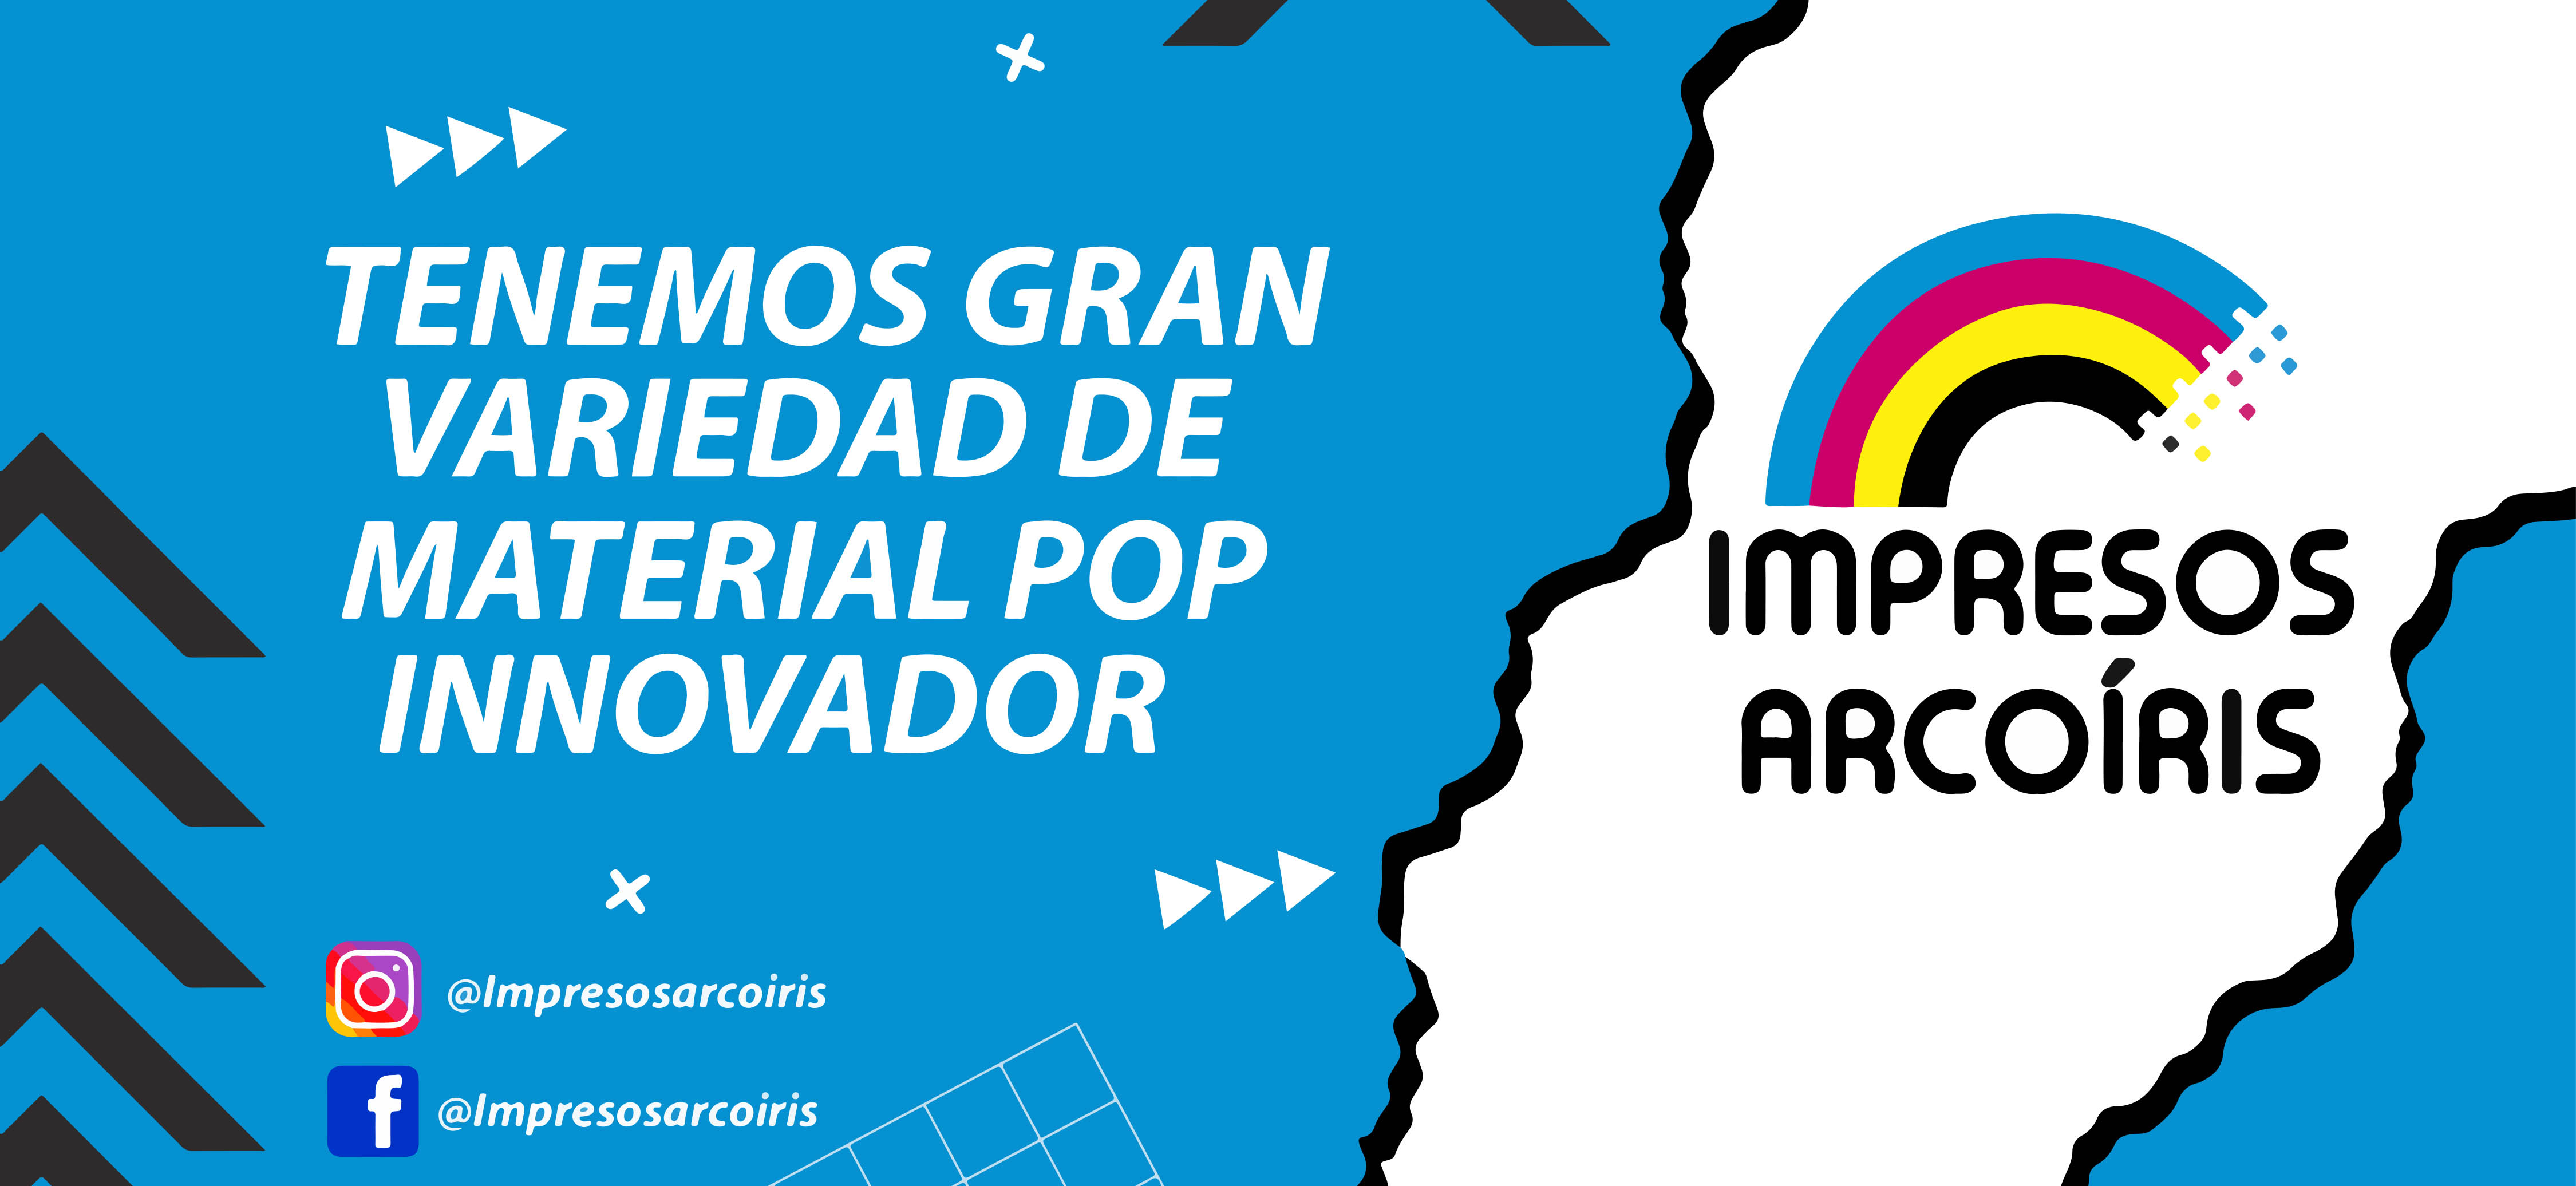 TENEMOS GRAN
VARIEDAD DE
MATERIAL POP
INNOVADOR
@Impresosarcoiris
@Impresosarcoiris
IMPRESOS
ARCOÍRIS